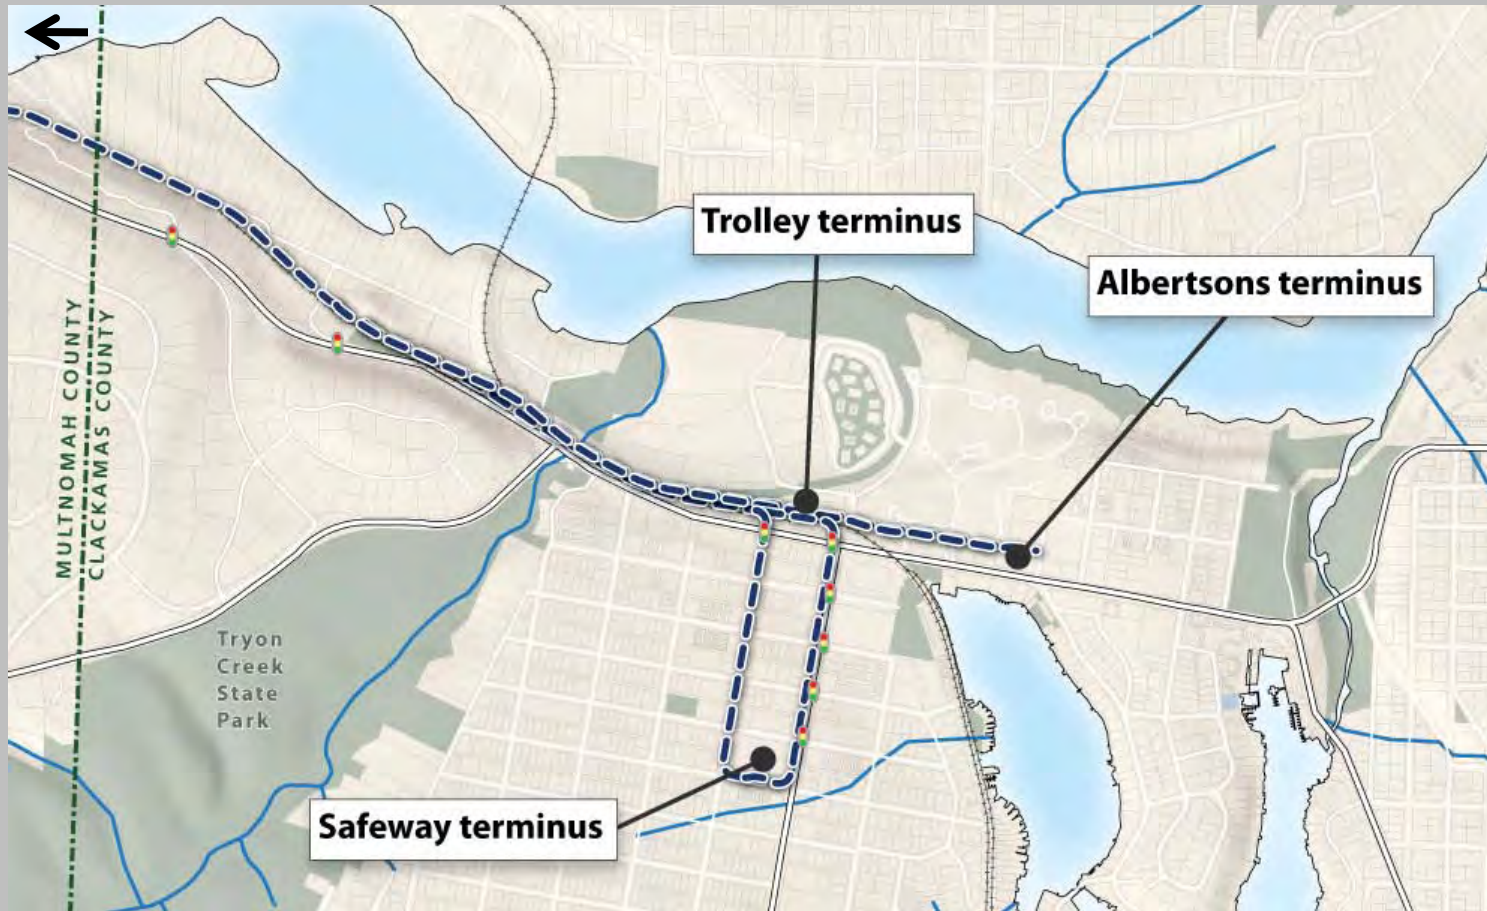 Trolley terminus
Albertsons terminus
MULTNOMAH COUNTY
CLACKAMAS COUNTY
Tryon
Creek
State
Park
Safeway terminus